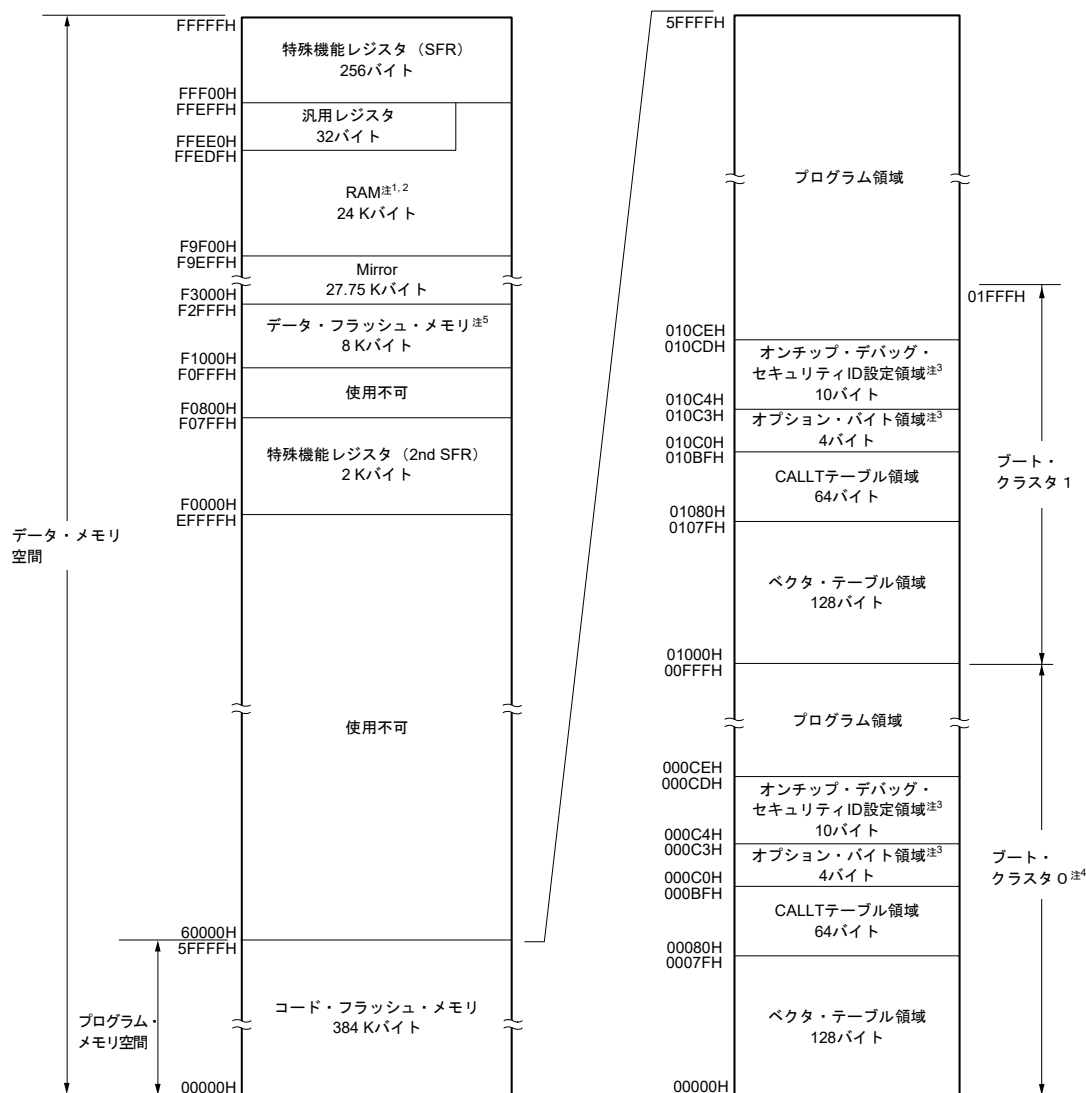 FFFFFH
特殊機能レジスタ（SFR）
256バイト
FFF00H
FFEFFH
汎用レジスタ
32バイト
FFEE0H
FFEDFH
RAM注1, 2
24 Kバイト
F9F00H
F9EFFH
Mirror
27.75 Kバイト
F3000H
F2FFFH
データ・フラッシュ・メモリ注5
8 Kバイト
F1000H
F0FFFH
使用不可
F0800H
F07FFH
特殊機能レジスタ（2nd SFR）
2 Kバイト
F0000H
EFFFFH
データ・メモリ
空間
使用不可
60000H
5FFFFH
コード・フラッシュ・メモリ
384 Kバイト
プログラム・
メモリ空間
00000H
5FFFFH
プログラム領域
01FFFH
010CEH
010CDH
オンチップ・デバッグ・
セキュリティID設定領域注3
10バイト
010C4H
010C3H
オプション・バイト領域注3
4バイト
010C0H
010BFH
CALLTテーブル領域
64バイト
ブート・
クラスタ 1
01080H
0107FH
ベクタ・テーブル領域
128バイト
01000H
00FFFH
プログラム領域
000CEH
000CDH
オンチップ・デバッグ・
セキュリティID設定領域注3
10バイト
000C4H
000C3H
オプション・バイト領域注3
4バイト
000C0H
000BFH
CALLTテーブル領域
64バイト
ブート・
クラスタ 0 注4
00080H
0007FH
ベクタ・テーブル領域
128バイト
00000H